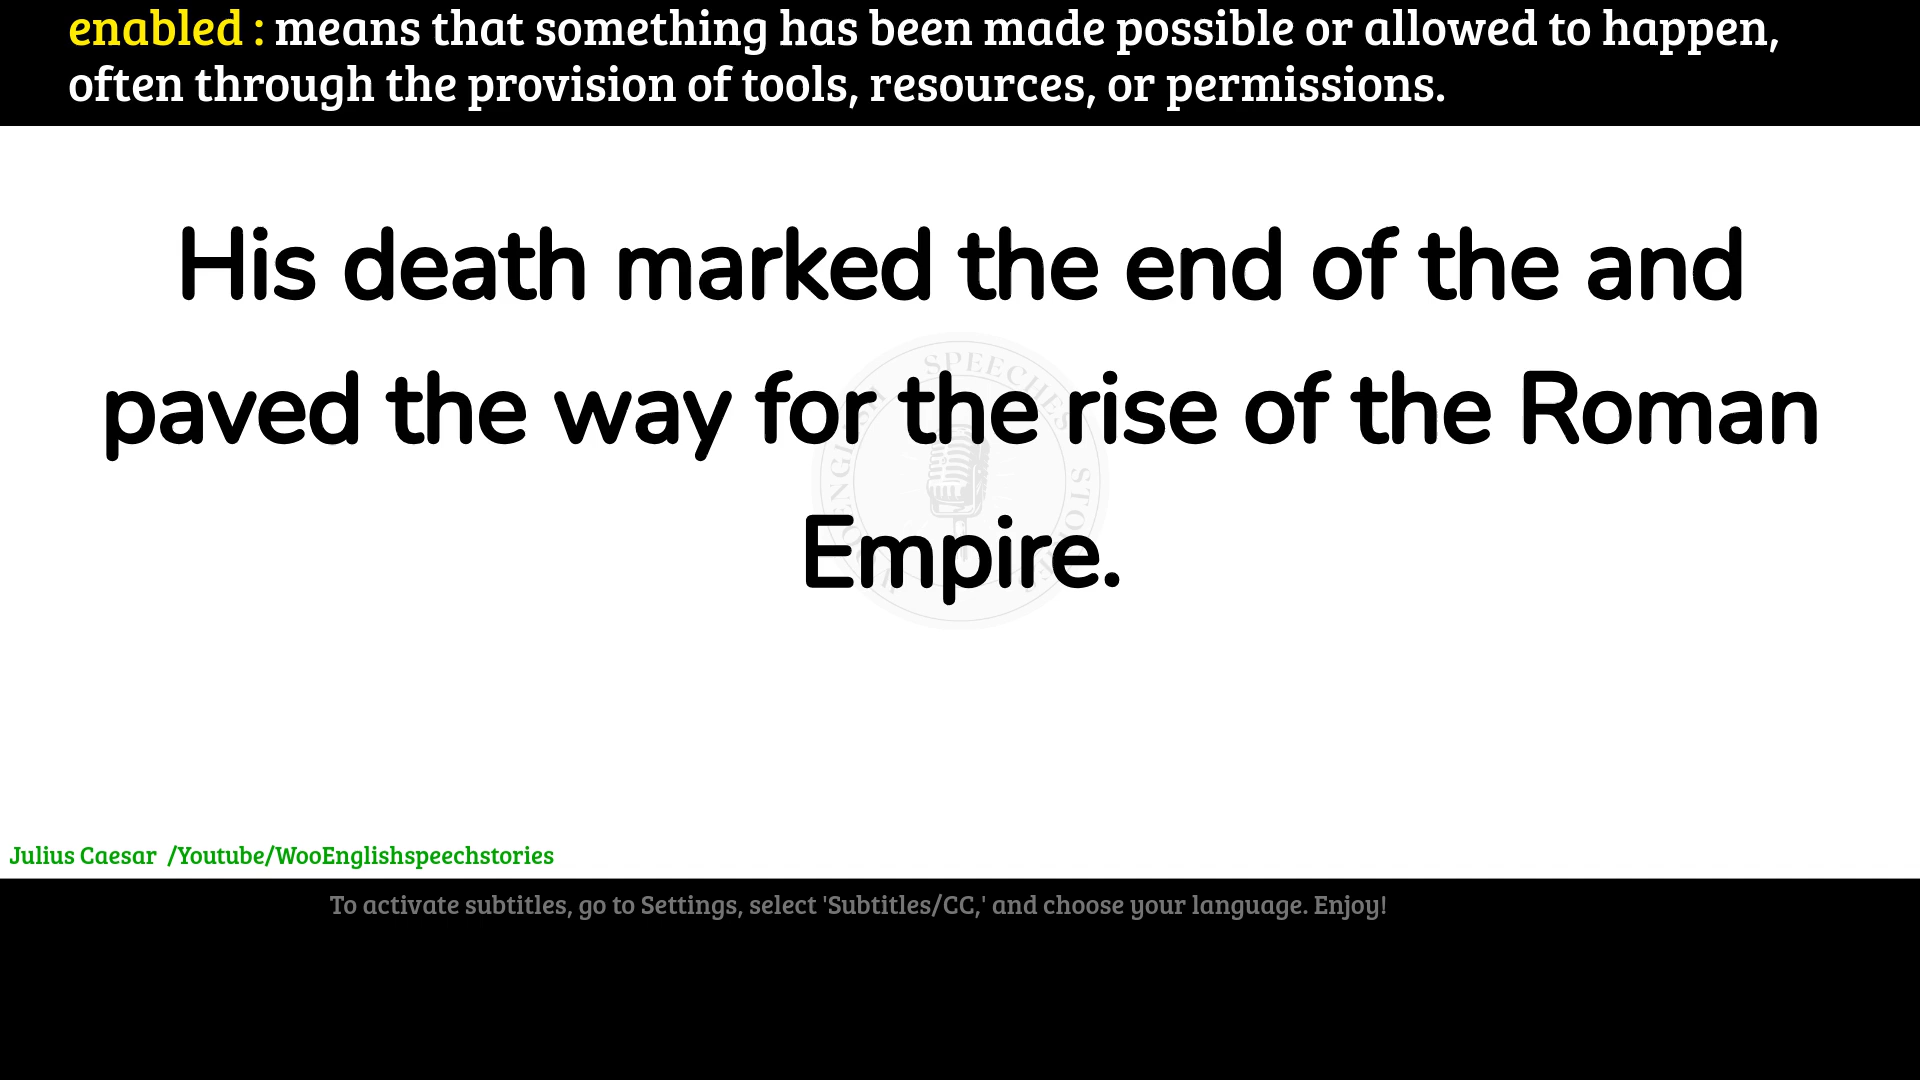 enabled : means that something has been made possible or allowed to happen,
often through the provision of tools, resources, or permissions.
His death marked the end of the and
paved the way for the rise of the Roman
Empire.
SPEECHES
ENGLISH
Julius Caesar /Youtube/WooEnglishspeechstories
To activate subtitles, go to Settings, select 'Subtitles/CC,' and choose your language. Enjoy!